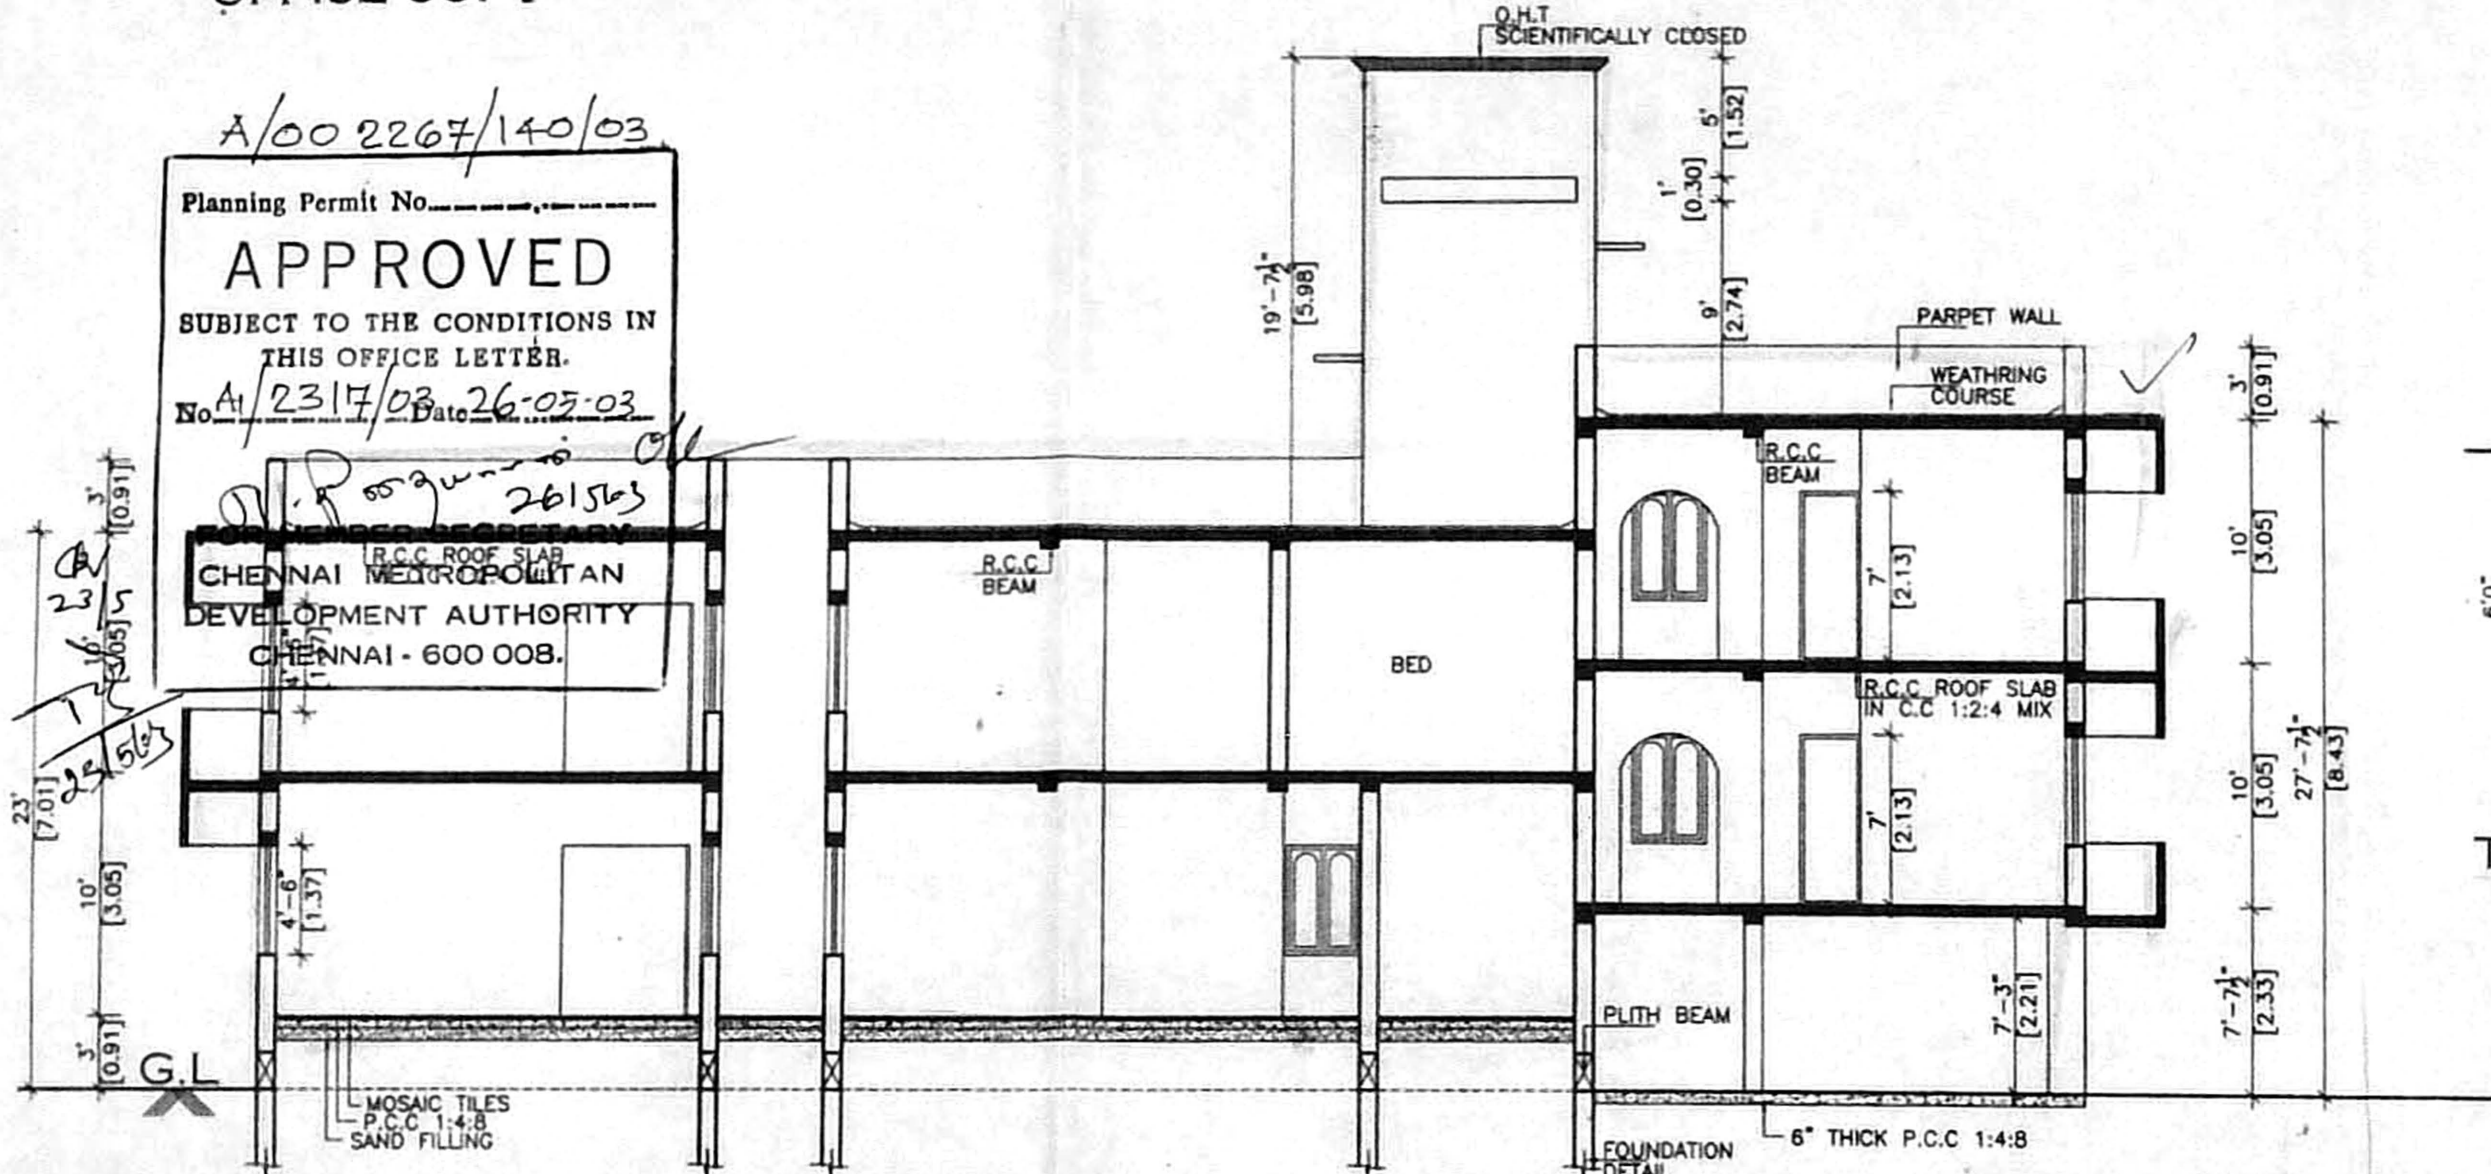 A/00 2267/140/03
Planning Permit No.
APPROVED
SUBJECT TO THE CONDITIONS IN
THIS OFFICE LETTER.
No A1/2317/03 Date 26-05-03
FOR MEMBER SECRETARY
CHENNAI METROPOLITAN
DEVELOPMENT AUTHORITY
CHENNAI - 600 008.
O.H.T
SCIENTIFICALLY CLOSED
5'
[1.52]
1'
[0.30]
9'
[2.74]
19'-7½"
[5.98]
PARPET WALL
WEATHRING
COURSE
3'
[0.91]
3'
[0.91]
R.C.C ROOF SLAB
R.C.C
BEAM
R.C.C
BEAM
7'
[2.13]
10'
[3.05]
BED
R.C.C ROOF SLAB
IN C.C 1:2:4 MIX
7'
[2.13]
10'
[3.05]
27'-7½"
[8.43]
23'
[7.01]
10'
[3.05]
4'-6"
[1.37]
3'
[0.91]
G.L
MOSAIC TILES
P.C.C 1:4:8
SAND FILLING
PLITH BEAM
7'-3"
[2.21]
7'-7½"
[2.33]
6" THICK P.C.C 1:4:8
FOUNDATION
DETAIL